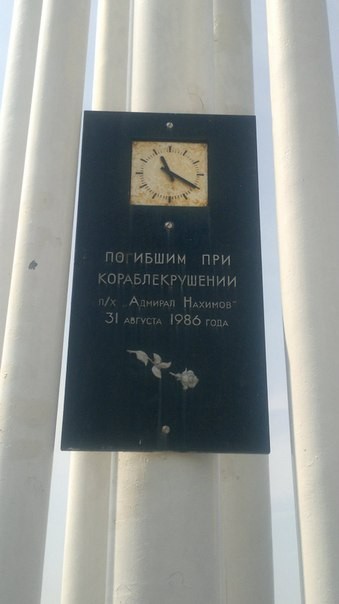 ПОГИБШИМ ПРИ
КОРАБЛЕКРУШЕНИИ
П/Х „АДМИРАЛ НАХИМОВ"
31 АВГУСТА 1986 ГОДА